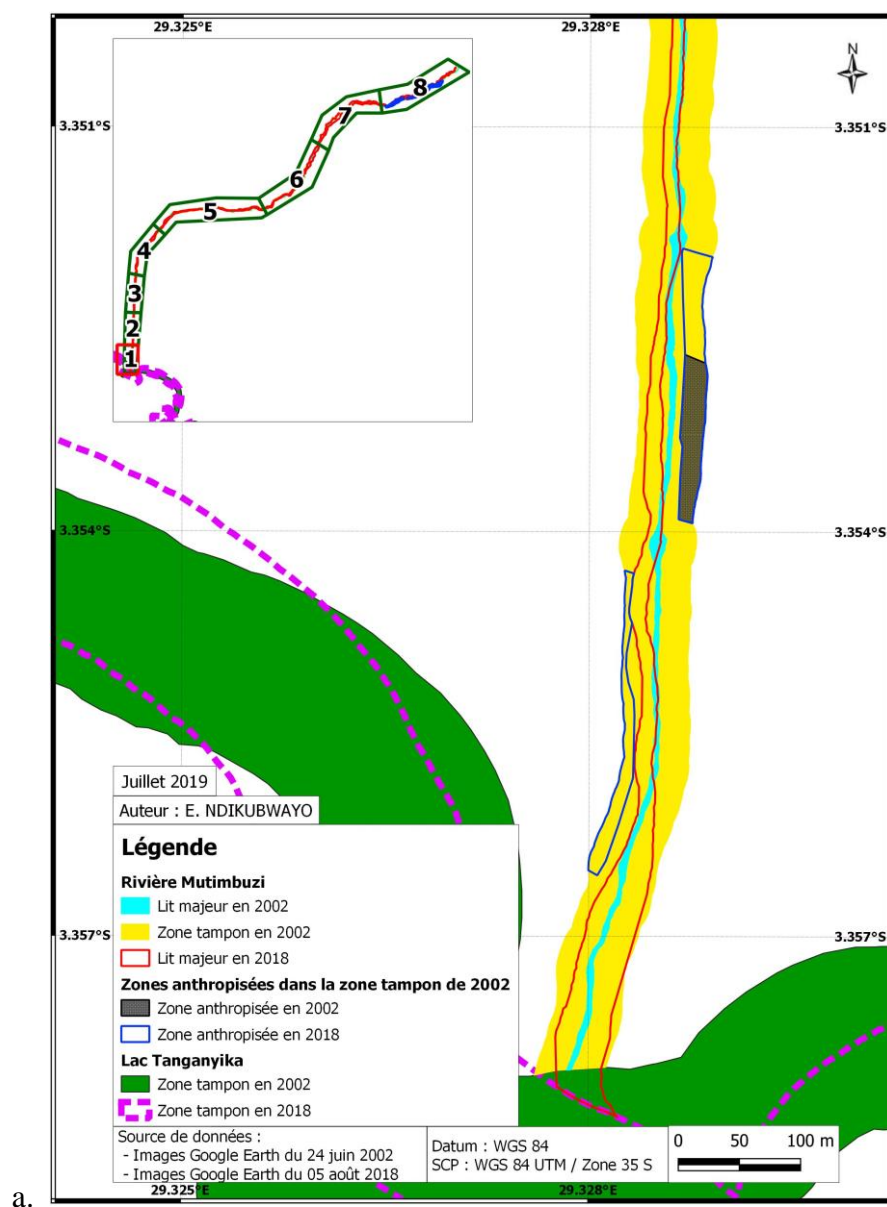 29.325°E 29.328°E
N
3.351°S 3.351°S
8
7
6
5
4
3
2
1
3.354°S 3.354°S
Juillet 2019
Auteur : E. NDIKUBWAYO
Légende
Rivière Mutimbuzi
Lit majeur en 2002
Zone tampon en 2002
Lit majeur en 2018
Zones anthropisées dans la zone tampon de 2002
Zone anthropisée en 2002
Zone anthropisée en 2018
Lac Tanganyika
Zone tampon en 2002
Zone tampon en 2018
3.357°S 3.357°S
Source de données :
- Images Google Earth du 24 juin 2002
- Images Google Earth du 05 août 2018
Datum : WGS 84
SCP : WGS 84 UTM / Zone 35 S
0 50 100 m
29.325°E 29.328°E
a.